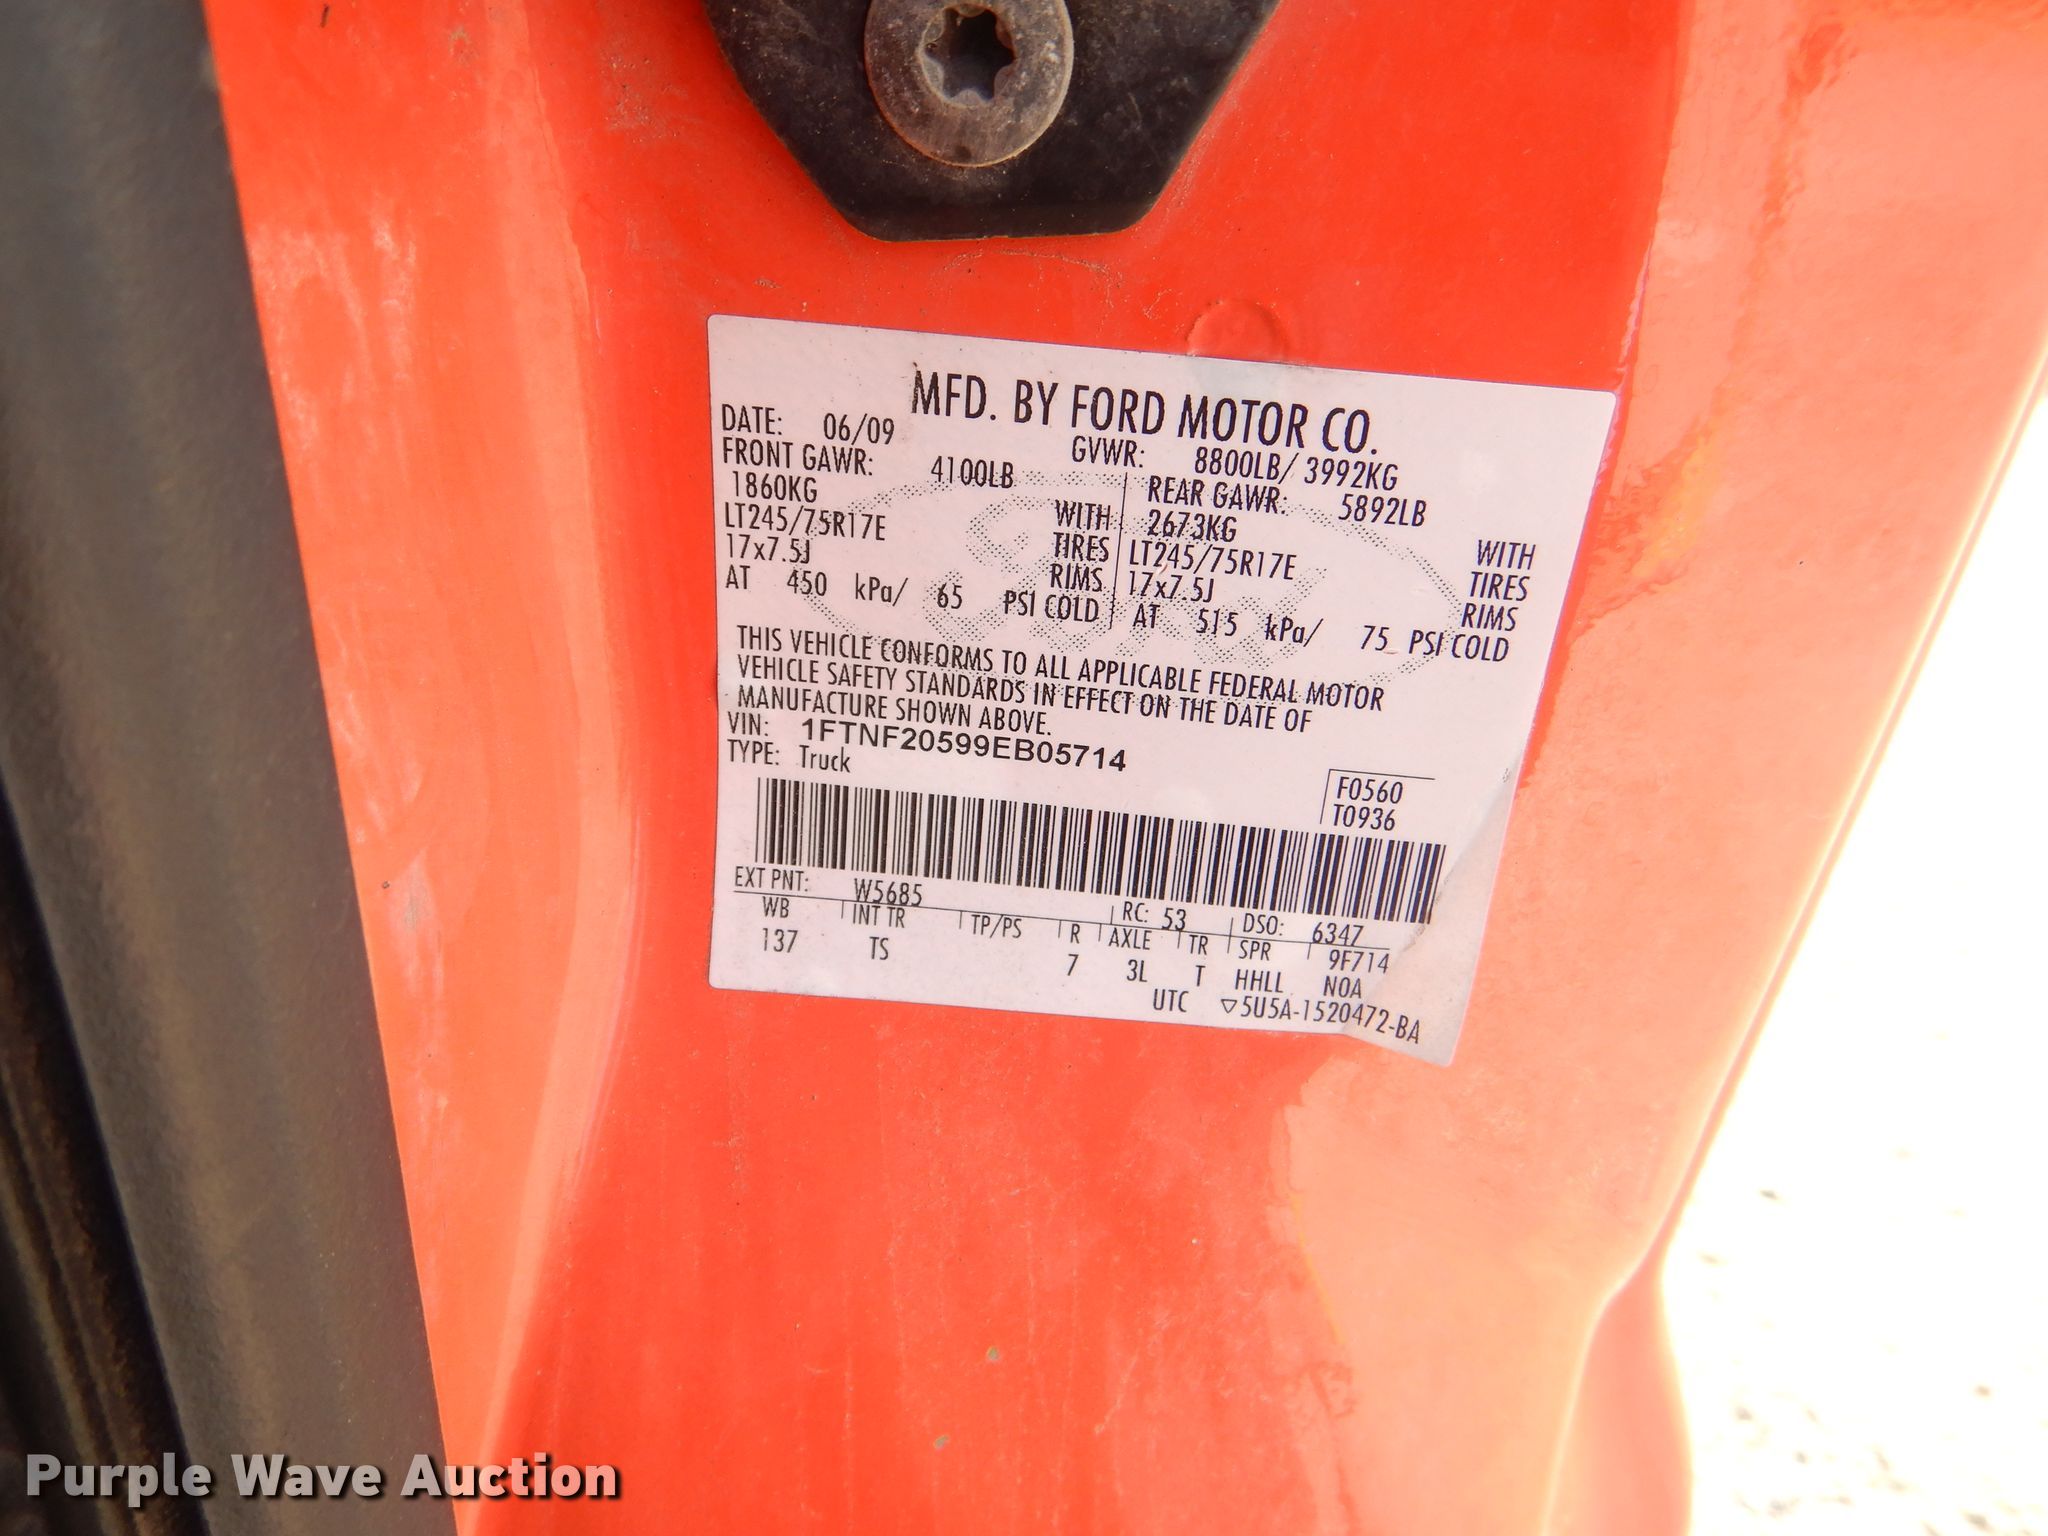 MFD. BY FORD MOTOR CO.
DATE: 06/09 GVWR: 8800LB/ 3992KG
FRONT GAWR: 4100LB REAR GAWR: 5892LB
1860KG WITH 2673KG WITH
LT245/75R17E TIRES LT245/75R17E TIRES
17x7.5J RIMS 17x7.5J RIMS
AT 450 kPa/ 65 PSI COLD AT 515 kPa/ 75 PSI COLD
THIS VEHICLE CONFORMS TO ALL APPLICABLE FEDERAL MOTOR
VEHICLE SAFETY STANDARDS IN EFFECT ON THE DATE OF
MANUFACTURE SHOWN ABOVE.
VIN: 1FTNF20599EB05714
TYPE: Truck
F0560
T0936
EXT PNT: W5685 RC: 53 DSO: 6347
WB INT TR TP/PS R AXLE TR SPR 9F714
137 TS 7 3L T HHLL NOA
UTC ▽5U5A-1520472-BA
Purple Wave Auction